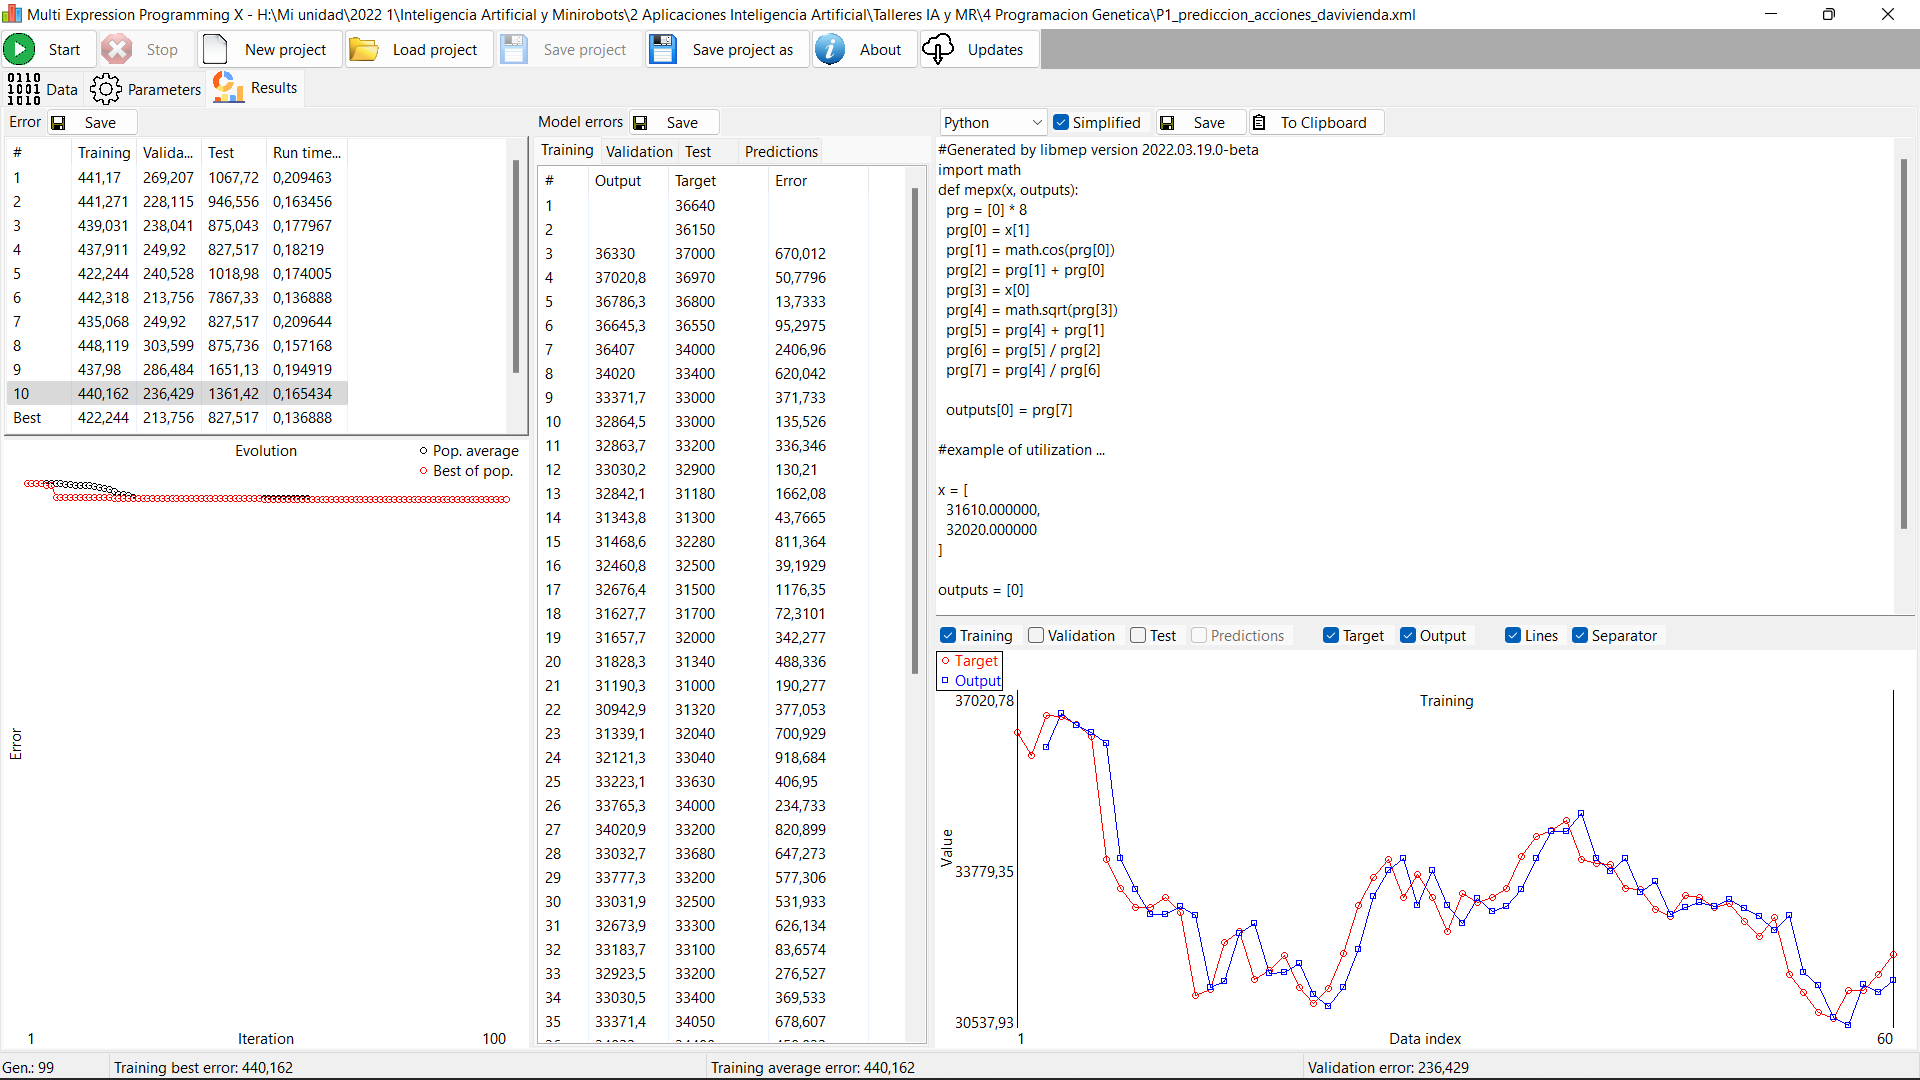 Multi Expression Programming X - H:\Mi unidad\2022 1\Inteligencia Artificial y Minirobots\2 Aplicaciones Inteligencia Artificial\Talleres IA y MR\4 Programacion Genetica\P1_prediccion_acciones_davivienda.xml
Start Stop New project Load project Save project Save project as About Updates
Data Parameters Results
Error Save
# Training Valida... Test Run time...
1 441,17 269,207 1067,72 0,209463
2 441,271 228,115 946,556 0,163456
3 439,031 238,041 875,043 0,177967
4 437,911 249,92 827,517 0,18219
5 422,244 240,528 1018,98 0,174005
6 442,318 213,756 7867,33 0,136888
7 435,068 249,92 827,517 0,209644
8 448,119 303,599 875,736 0,157168
9 437,98 286,484 1651,13 0,194919
10 440,162 236,429 1361,42 0,165434
Best 422,244 213,756 827,517 0,136888
Evolution
Pop. average
Best of pop.
Error
1 Iteration 100
Model errors Save
Training Validation Test Predictions
# Output Target Error
1 36640
2 36150
3 36330 37000 670,012
4 37020,8 36970 50,7796
5 36786,3 36800 13,7333
6 36645,3 36550 95,2975
7 36407 34000 2406,96
8 34020 33400 620,042
9 33371,7 33000 371,733
10 32864,5 33000 135,526
11 32863,7 33200 336,346
12 33030,2 32900 130,21
13 32842,1 31180 1662,08
14 31343,8 31300 43,7665
15 31468,6 32280 811,364
16 32460,8 32500 39,1929
17 32676,4 31500 1176,35
18 31627,7 31700 72,3101
19 31657,7 32000 342,277
20 31828,3 31340 488,336
21 31190,3 31000 190,277
22 30942,9 31320 377,053
23 31339,1 32040 700,929
24 32121,3 33040 918,684
25 33223,1 33630 406,95
26 33765,3 34000 234,733
27 34020,9 33200 820,899
28 33032,7 33680 647,273
29 33777,3 33200 577,306
30 33031,9 32500 531,933
31 32673,9 33300 626,134
32 33183,7 33100 83,6574
33 32923,5 33200 276,527
34 33030,5 33400 369,533
35 33371,4 34050 678,607
Python Simplified Save To Clipboard
#Generated by libmep version 2022.03.19.0-beta
import math
def mepx(x, outputs):
prg = [0] * 8
prg[0] = x[1]
prg[1] = math.cos(prg[0])
prg[2] = prg[1] + prg[0]
prg[3] = x[0]
prg[4] = math.sqrt(prg[3])
prg[5] = prg[4] + prg[1]
prg[6] = prg[5] / prg[2]
prg[7] = prg[4] / prg[6]
outputs[0] = prg[7]
#example of utilization ...
x = [
31610.000000,
32020.000000
]
outputs = [0]
Training Validation Test Predictions Target Output Lines Separator
Target
Output
Training
37020,78
33779,35
30537,93
Value
1 Data index 60
Gen.: 99 Training best error: 440,162 Training average error: 440,162 Validation error: 236,429